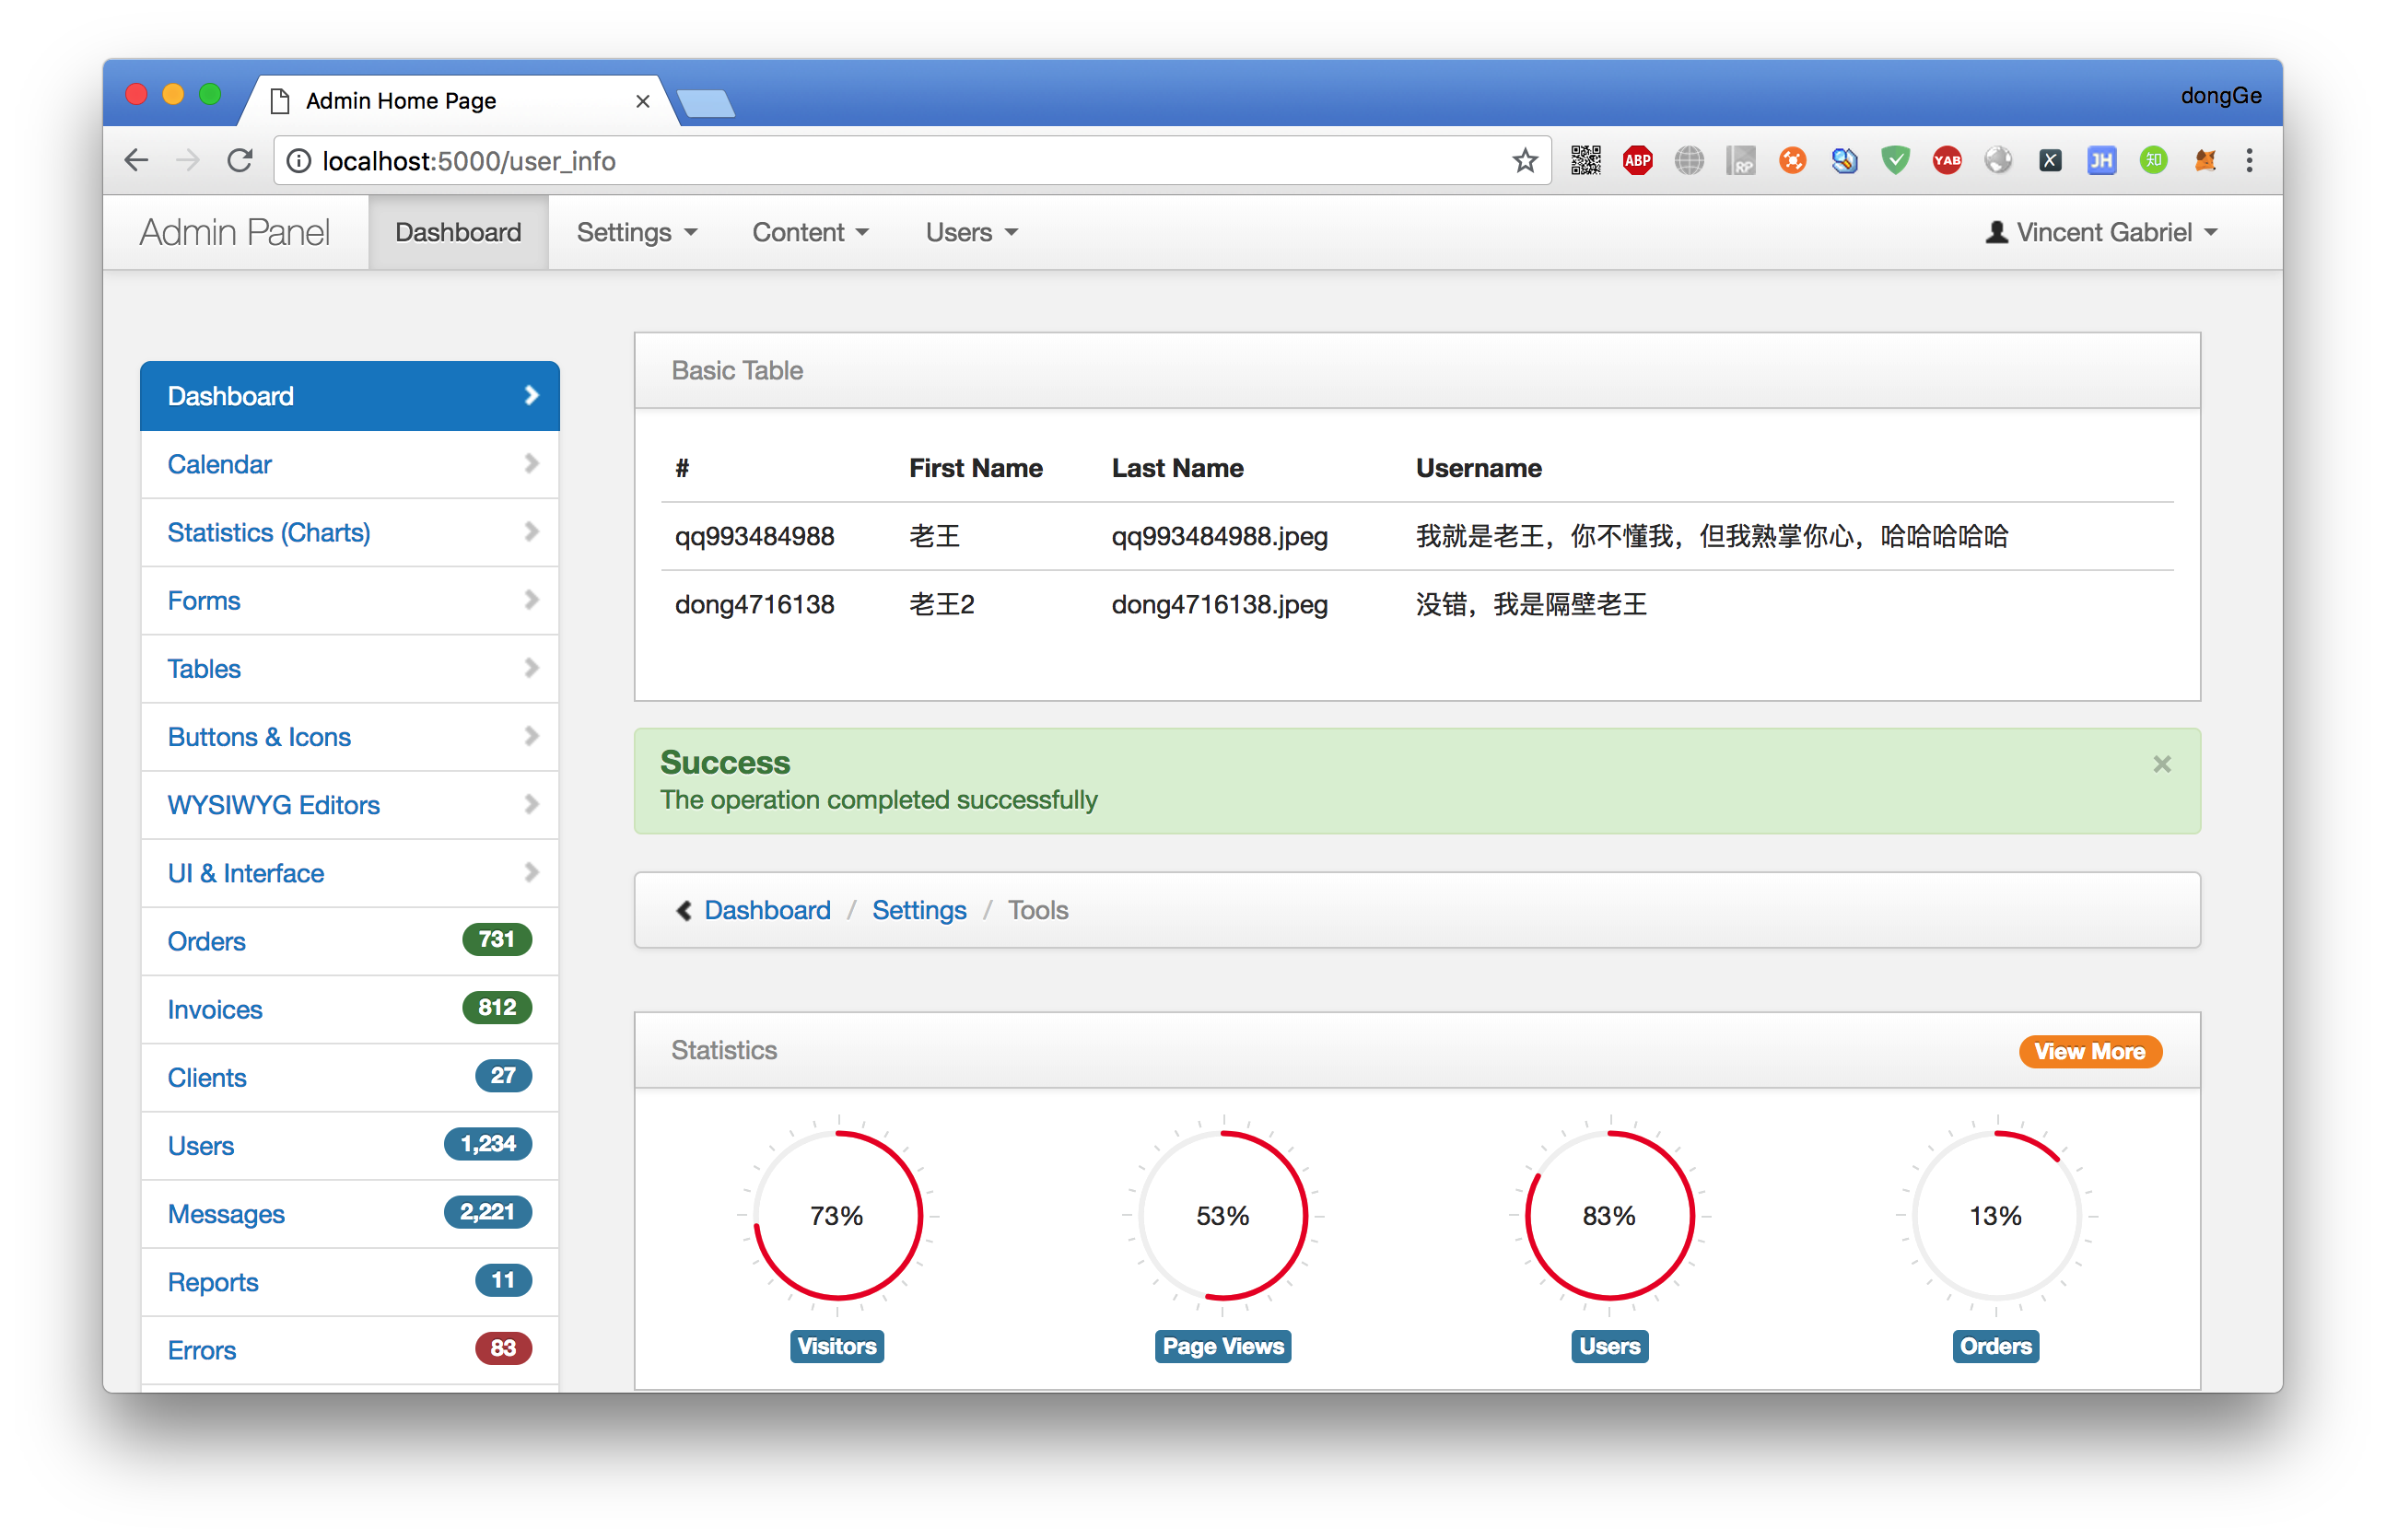 Admin Home Page
dongGe
localhost:5000/user_info
ABP
RP
YAB
X
JH
知
Admin Panel
Dashboard
Settings
Content
Users
Vincent Gabriel
Dashboard
Calendar
Statistics (Charts)
Forms
Tables
Buttons & Icons
WYSIWYG Editors
UI & Interface
Orders 731
Invoices 812
Clients 27
Users 1,234
Messages 2,221
Reports 11
Errors 83
Basic Table
# First Name Last Name Username
qq993484988 老王 qq993484988.jpeg 我就是老王，你不懂我，但我熟掌你心，哈哈哈哈哈
dong4716138 老王2 dong4716138.jpeg 没错，我是隔壁老王
Success
The operation completed successfully
Dashboard / Settings / Tools
Statistics
View More
73% 53% 83% 13%
Visitors Page Views Users Orders